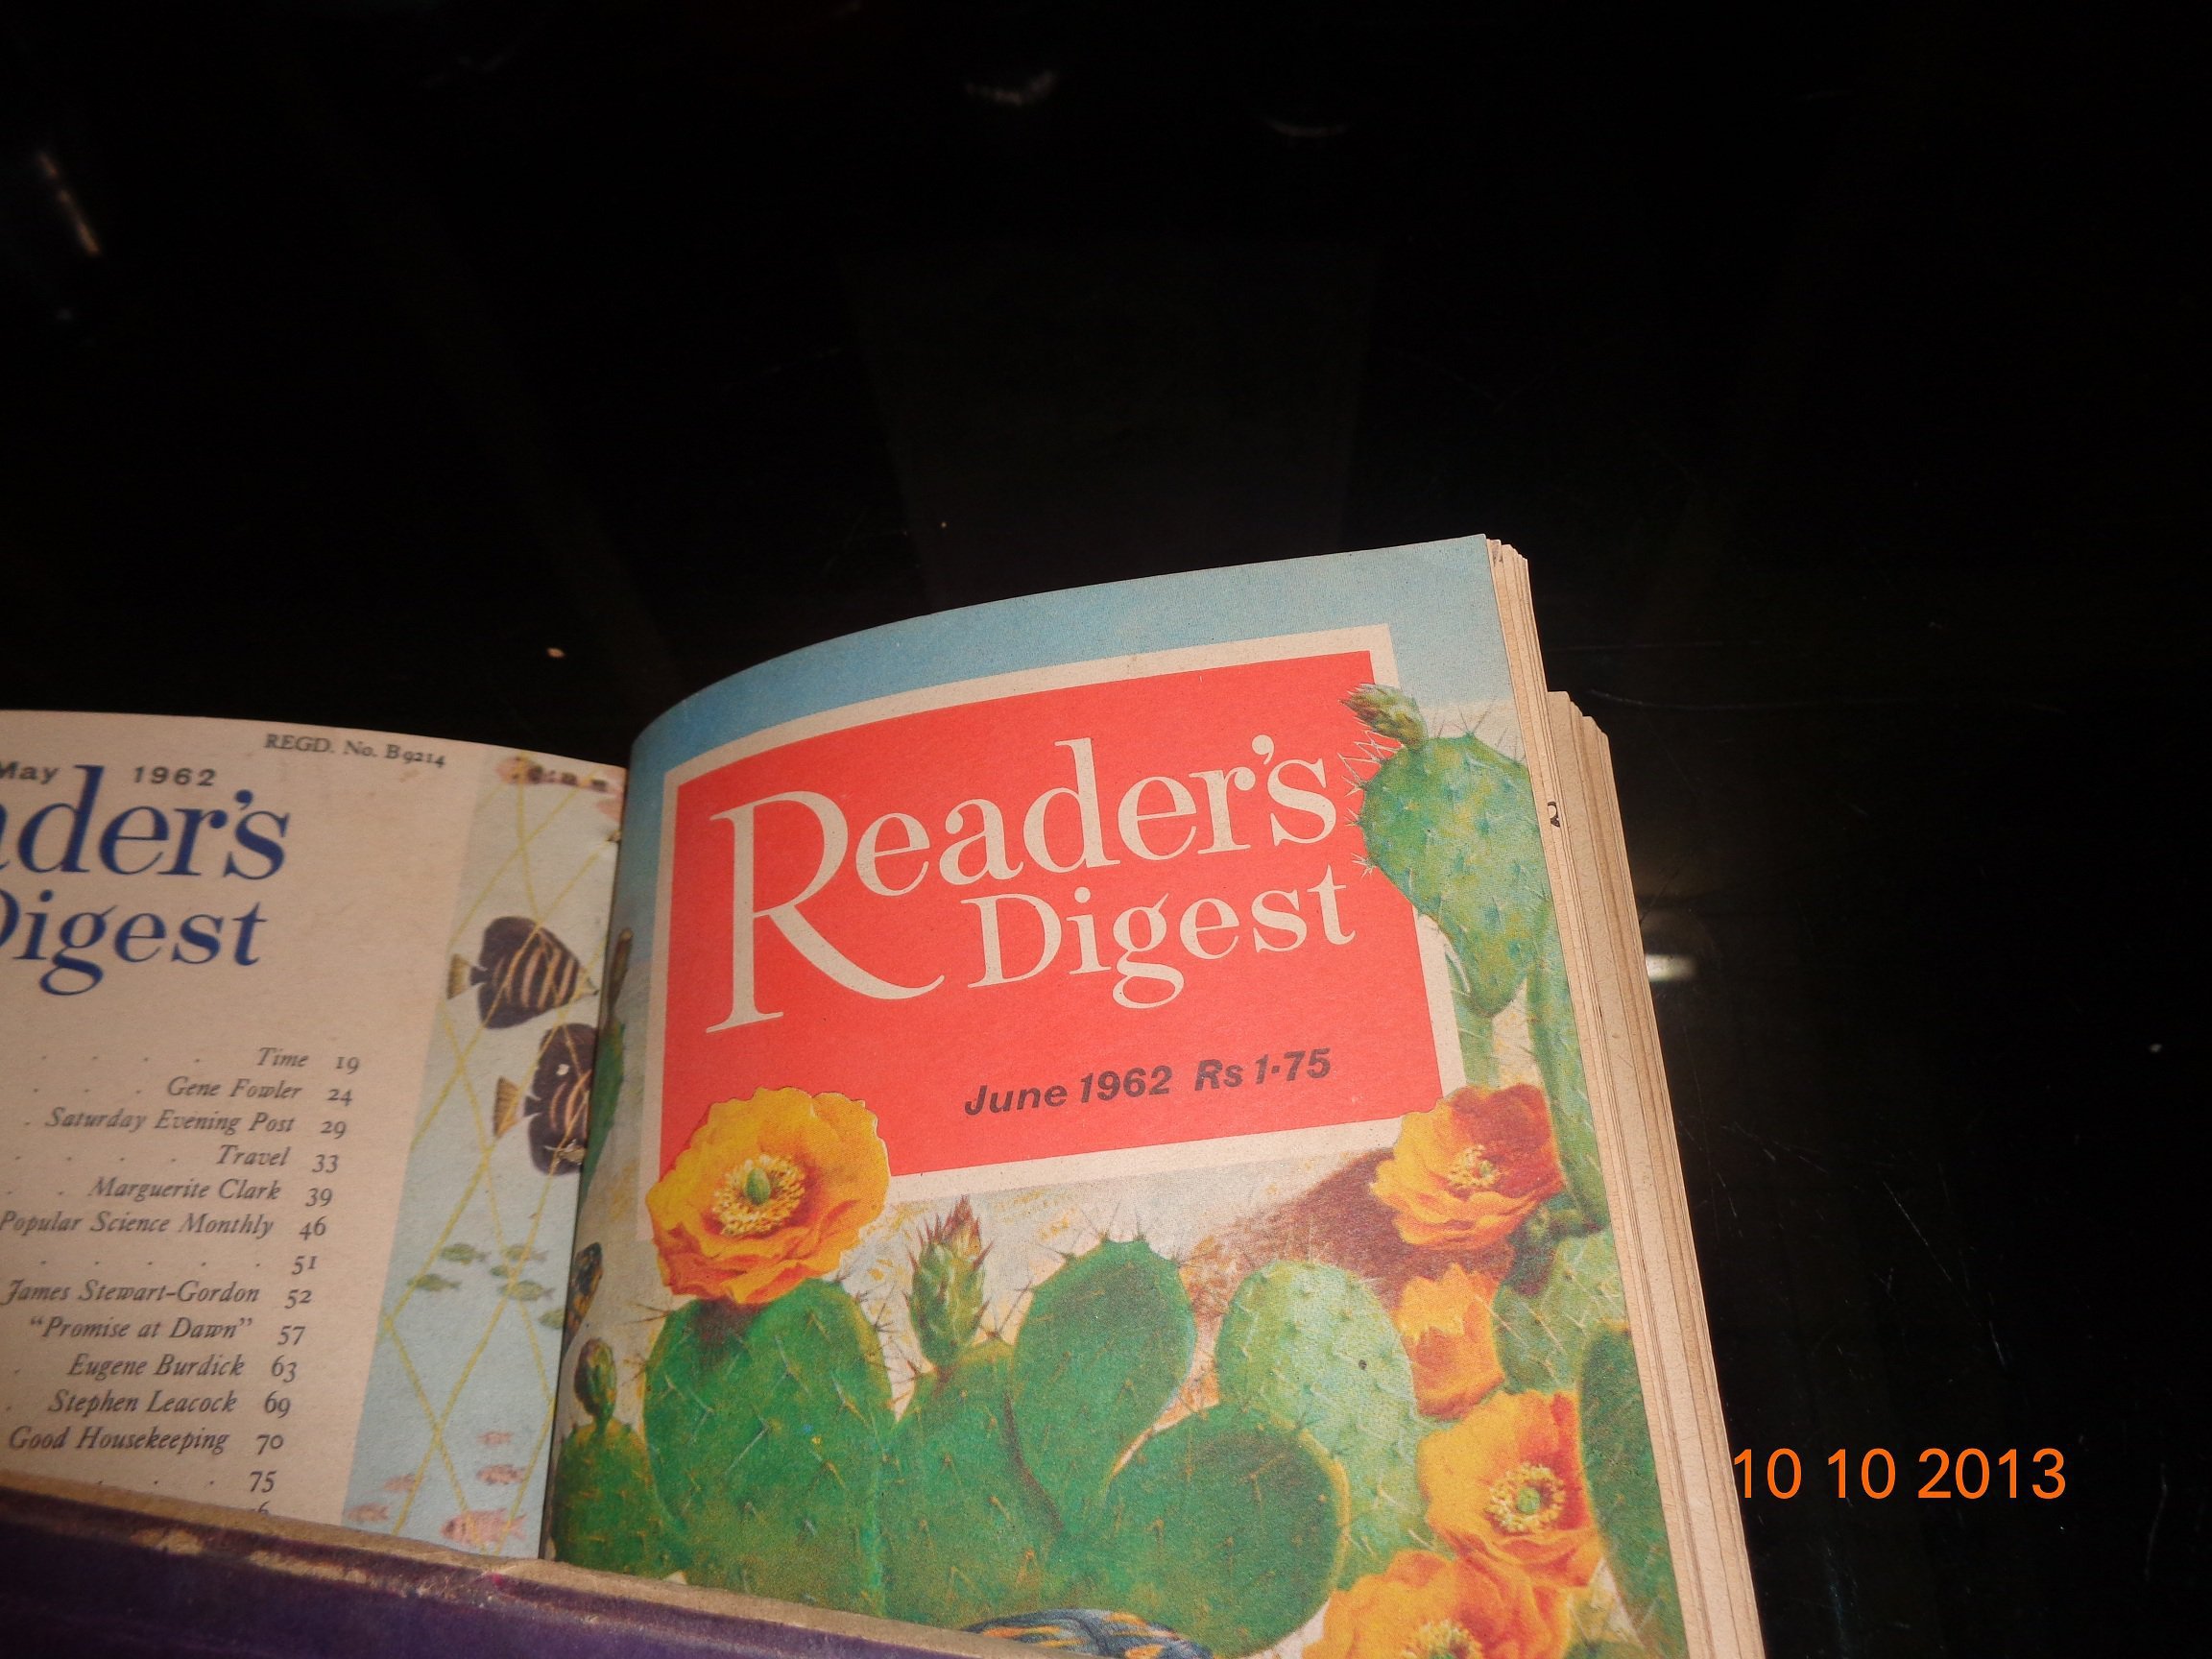 REGD. No. B9214
May 1962
ader's
Digest
Time 19
Gene Fowler 24
Saturday Evening Post 29
Travel 33
Marguerite Clark 39
Popular Science Monthly 46
51
James Stewart-Gordon 52
"Promise at Dawn" 57
Eugene Burdick 63
Stephen Leacock 69
Good Housekeeping 70
75
Reader's
Digest
June 1962 Rs 1·75
10 10 2013